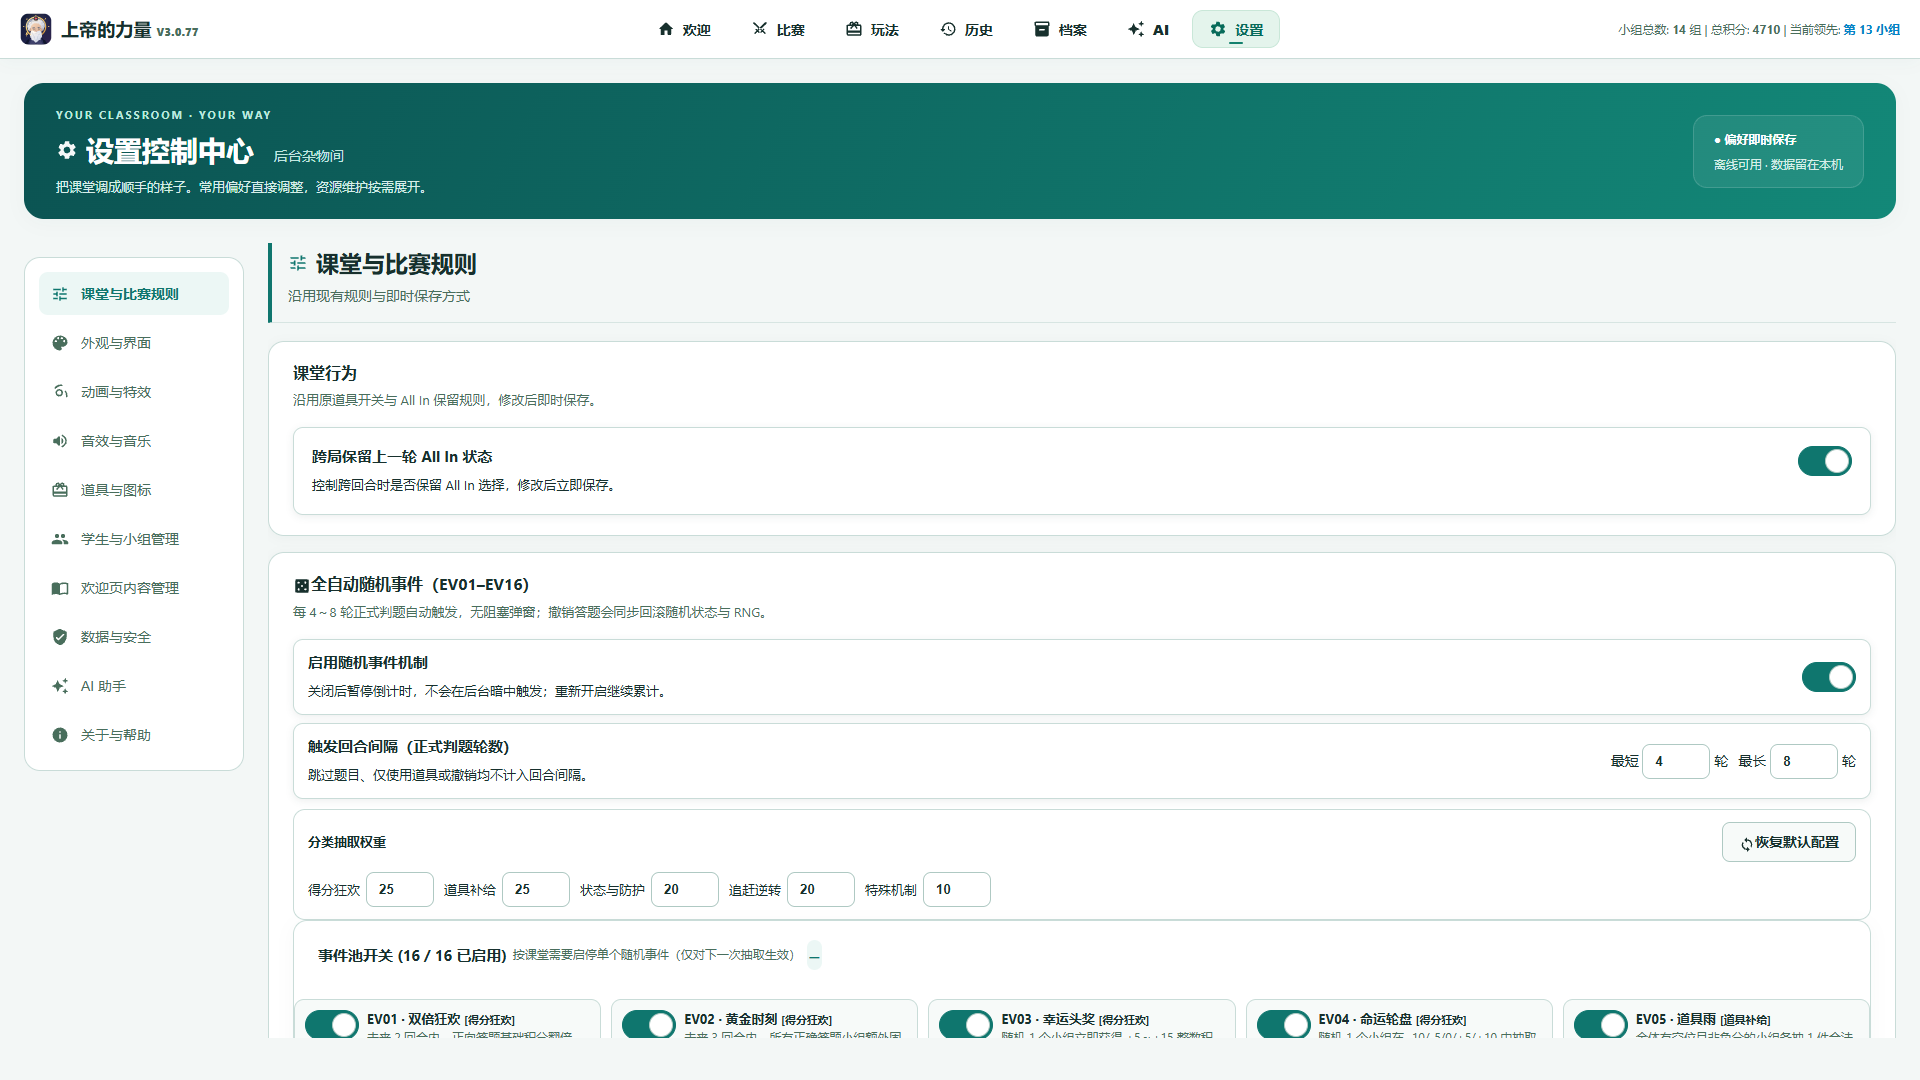 上帝的力量 V3.0.77
欢迎
比赛
玩法
历史
档案
AI
设置
小组总数: 14 组 | 总积分: 4710 | 当前领先: 第 13 小组
YOUR CLASSROOM · YOUR WAY
设置控制中心 后台杂物间
把课堂调成顺手的样子。常用偏好直接调整，资源维护按需展开。
● 偏好即时保存
离线可用 · 数据留在本机
课堂与比赛规则
外观与界面
动画与特效
音效与音乐
道具与图标
学生与小组管理
欢迎页内容管理
数据与安全
AI 助手
关于与帮助
课堂与比赛规则
沿用现有规则与即时保存方式
课堂行为
沿用原道具开关与 All In 保留规则，修改后即时保存。
跨局保留上一轮 All In 状态
控制跨回合时是否保留 All In 选择，修改后立即保存。
全自动随机事件（EV01–EV16）
每 4～8 轮正式判题自动触发，无阻塞弹窗；撤销答题会同步回滚随机状态与 RNG。
启用随机事件机制
关闭后暂停倒计时，不会在后台暗中触发；重新开启继续累计。
触发回合间隔（正式判题轮数）
跳过题目、仅使用道具或撤销均不计入回合间隔。
最短 4 轮 最长 8 轮
分类抽取权重
恢复默认配置
得分狂欢 25 道具补给 25 状态与防护 20 追赶逆转 20 特殊机制 10
事件池开关 (16 / 16 已启用) 按课堂需要启停单个随机事件（仅对下一次抽取生效） –
EV01 · 双倍狂欢 [得分狂欢]
EV02 · 黄金时刻 [得分狂欢]
EV03 · 幸运头奖 [得分狂欢]
EV04 · 命运轮盘 [得分狂欢]
EV05 · 道具雨 [道具补给]